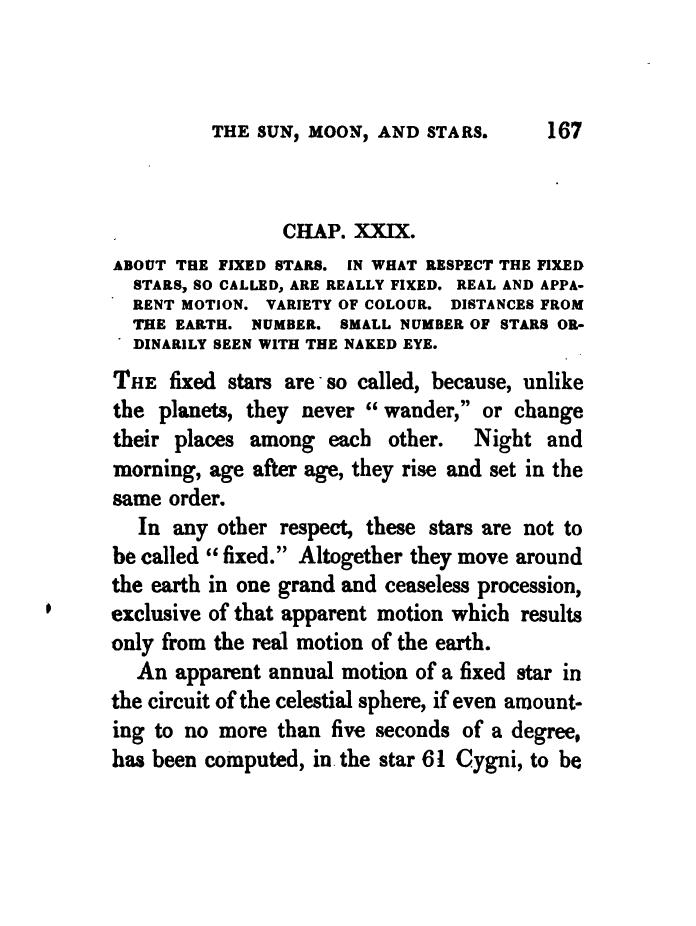 THE SUN, MOON, AND STARS. 167
CHAP. XXIX.
ABOUT THE FIXED STARS. IN WHAT RESPECT THE FIXED
STARS, SO CALLED, ARE REALLY FIXED. REAL AND APPA-
RENT MOTION. VARIETY OF COLOUR. DISTANCES FROM
THE EARTH. NUMBER. SMALL NUMBER OF STARS OR-
DINARILY SEEN WITH THE NAKED EYE.
THE fixed stars are so called, because, unlike
the planets, they never "wander," or change
their places among each other. Night and
morning, age after age, they rise and set in the
same order.
In any other respect, these stars are not to
be called "fixed." Altogether they move around
the earth in one grand and ceaseless procession,
exclusive of that apparent motion which results
only from the real motion of the earth.
An apparent annual motion of a fixed star in
the circuit of the celestial sphere, if even amount-
ing to no more than five seconds of a degree,
has been computed, in the star 61 Cygni, to be